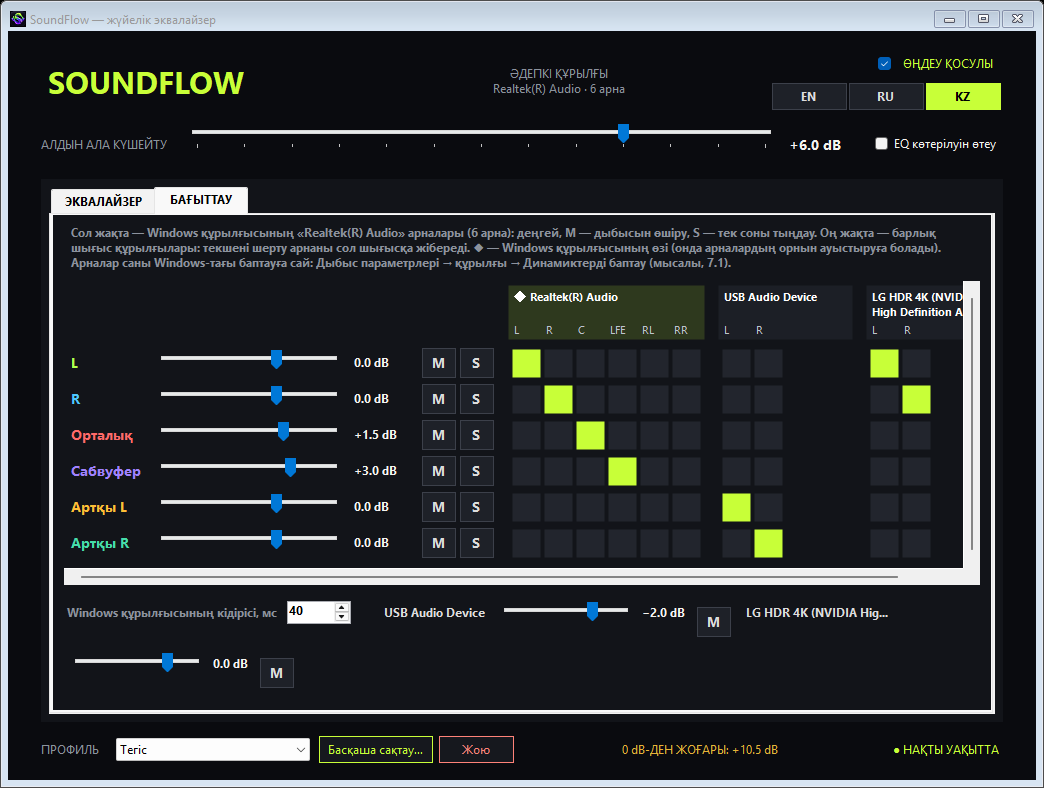 SoundFlow — жүйелік эквалайзер
SOUNDFLOW
ӘДЕПКІ ҚҰРЫЛҒЫ
Realtek(R) Audio · 6 арна
ӨҢДЕУ ҚОСУЛЫ
EN RU KZ
АЛДЫН АЛА КҮШЕЙТУ
+6.0 dB
EQ көтерілуін өтеу
ЭКВАЛАЙЗЕР БАҒЫТТАУ
Сол жақта — Windows құрылғысының «Realtek(R) Audio» арналары (6 арна): деңгей, M — дыбысын өшіру, S — тек соны тыңдау. Оң жақта — барлық
шығыс құрылғылары: текшені шерту арнаны сол шығысқа жібереді. ◆ — Windows құрылғысының өзі (онда арналардың орнын ауыстыруға болады).
Арналар саны Windows-тағы баптауға сай: Дыбыс параметрлері → құрылғы → Динамиктерді баптау (мысалы, 7.1).
◆ Realtek(R) Audio
L R C LFE RL RR
USB Audio Device
L R
LG HDR 4K (NVID
High Definition A
L R
L 0.0 dB M S
R 0.0 dB M S
Орталық +1.5 dB M S
Сабвуфер +3.0 dB M S
Артқы L 0.0 dB M S
Артқы R 0.0 dB M S
Windows құрылғысының кідірісі, мс 40
USB Audio Device −2.0 dB M
LG HDR 4K (NVIDIA Hig...
0.0 dB M
ПРОФИЛЬ Тегіс Басқаша сақтау... Жою
0 dB-ДЕН ЖОҒАРЫ: +10.5 dB
● НАҚТЫ УАҚЫТТА